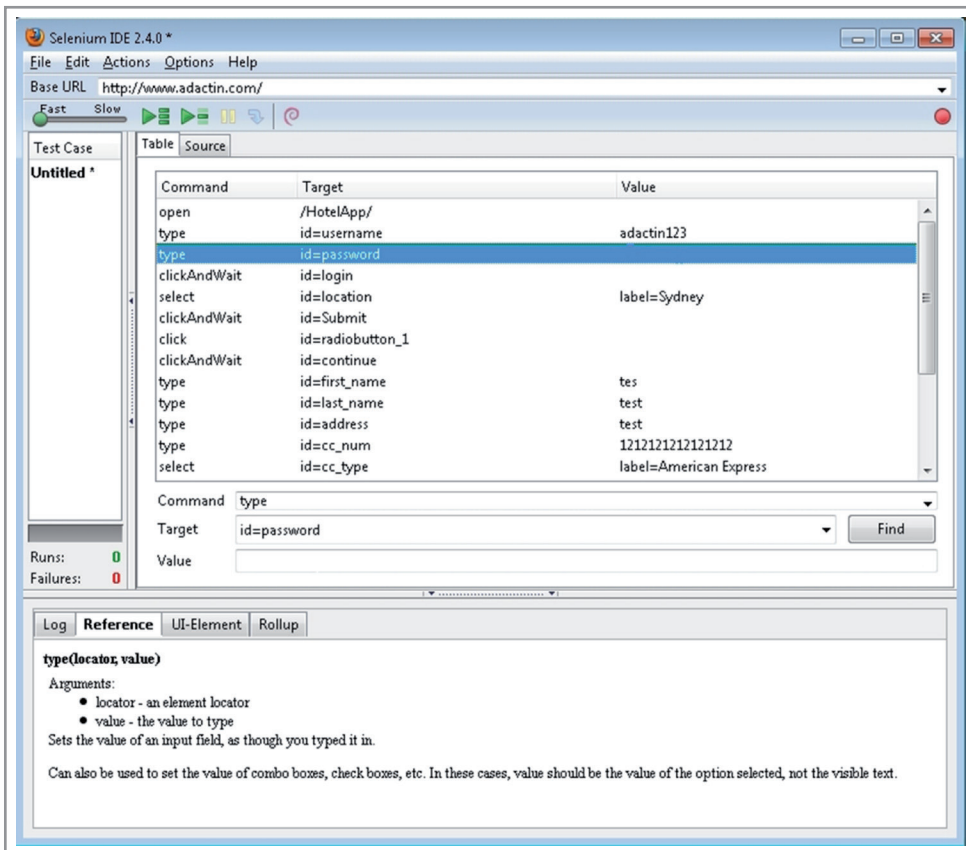 Selenium IDE 2.4.0 *
File Edit Actions Options Help
Base URL http://www.adactin.com/
Fast Slow
Test Case
Table Source
Untitled *
Command Target Value
open /HotelApp/
type id=username adactin123
type id=password
clickAndWait id=login
select id=location label=Sydney
clickAndWait id=Submit
click id=radiobutton_1
clickAndWait id=continue
type id=first_name tes
type id=last_name test
type id=address test
type id=cc_num 1212121212121212
select id=cc_type label=American Express
Command type
Target id=password Find
Value
Runs: 0
Failures: 0
Log Reference UI-Element Rollup
type(locator, value)
Arguments:
● locator - an element locator
● value - the value to type
Sets the value of an input field, as though you typed it in.
Can also be used to set the value of combo boxes, check boxes, etc. In these cases, value should be the value of the option selected, not the visible text.